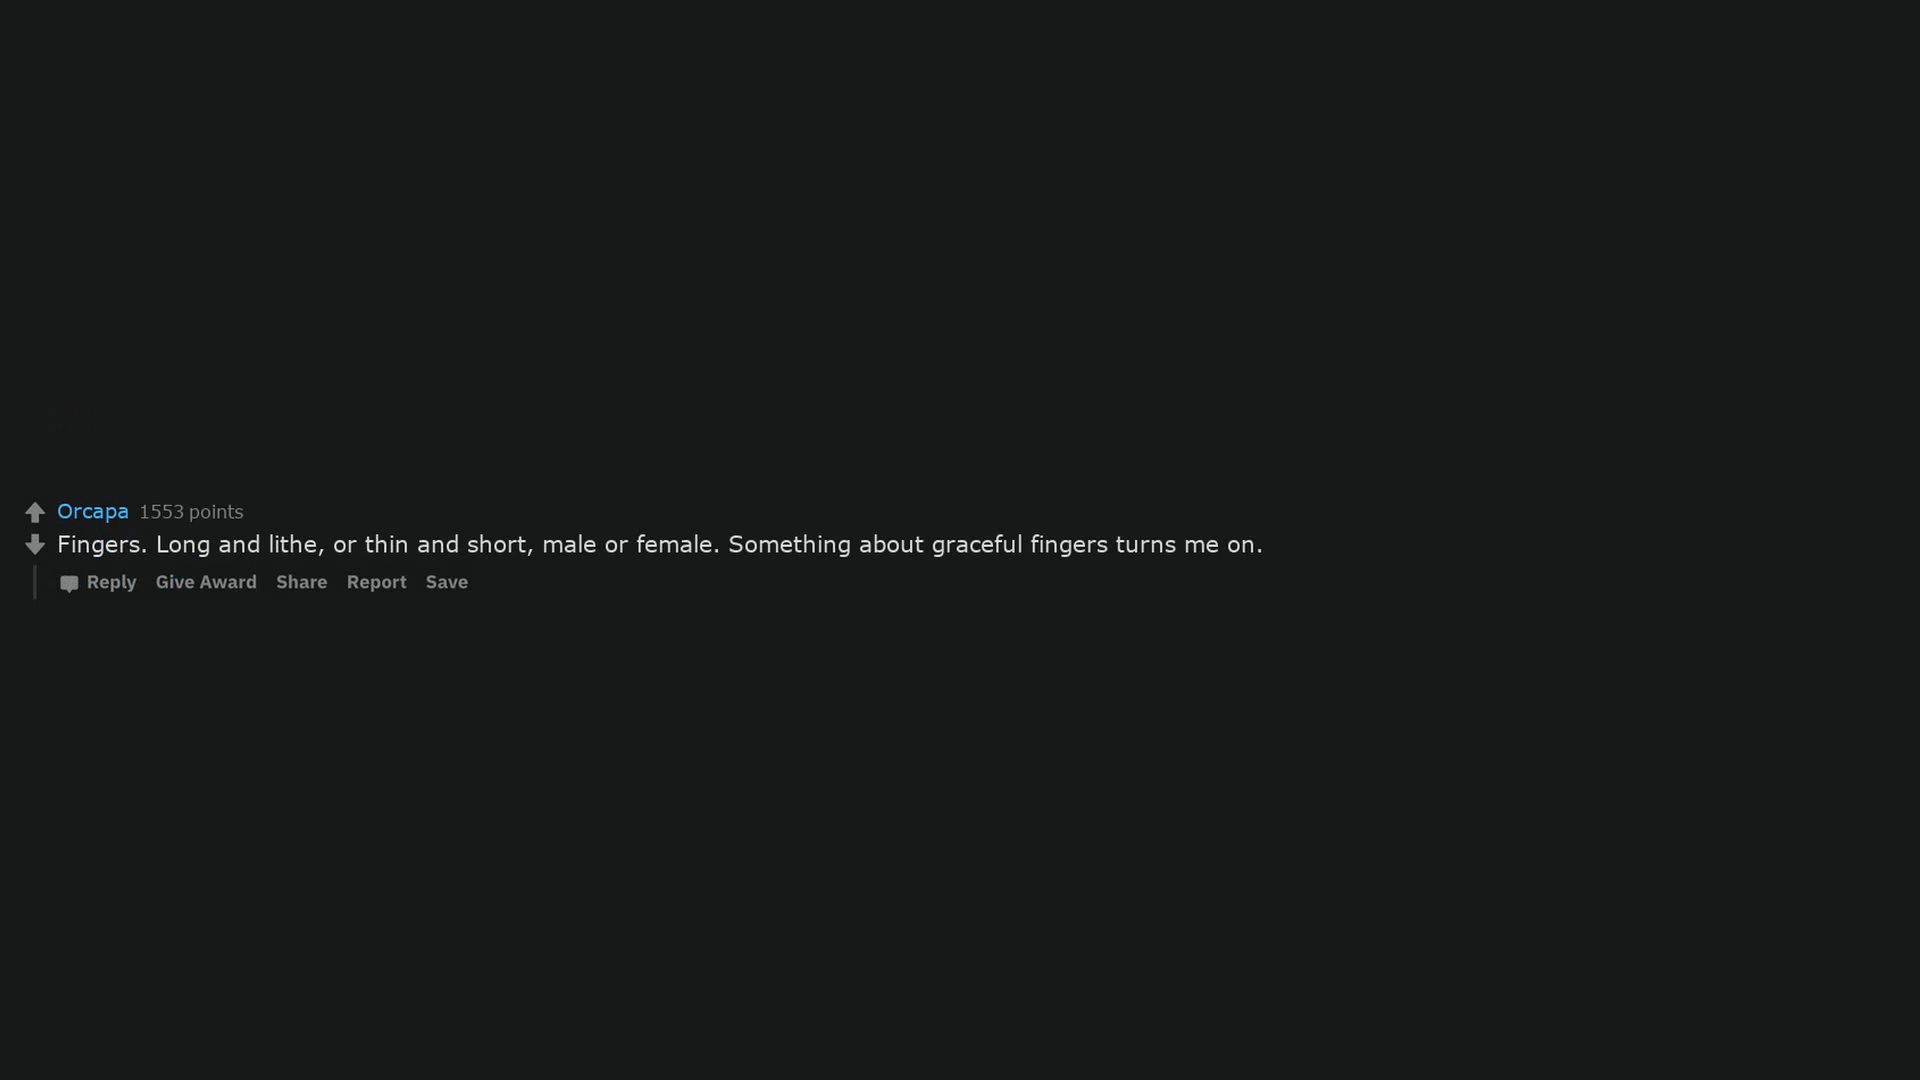 Orcapa 1553 points
Fingers. Long and lithe, or thin and short, male or female. Something about graceful fingers turns me on.
Reply Give Award Share Report Save